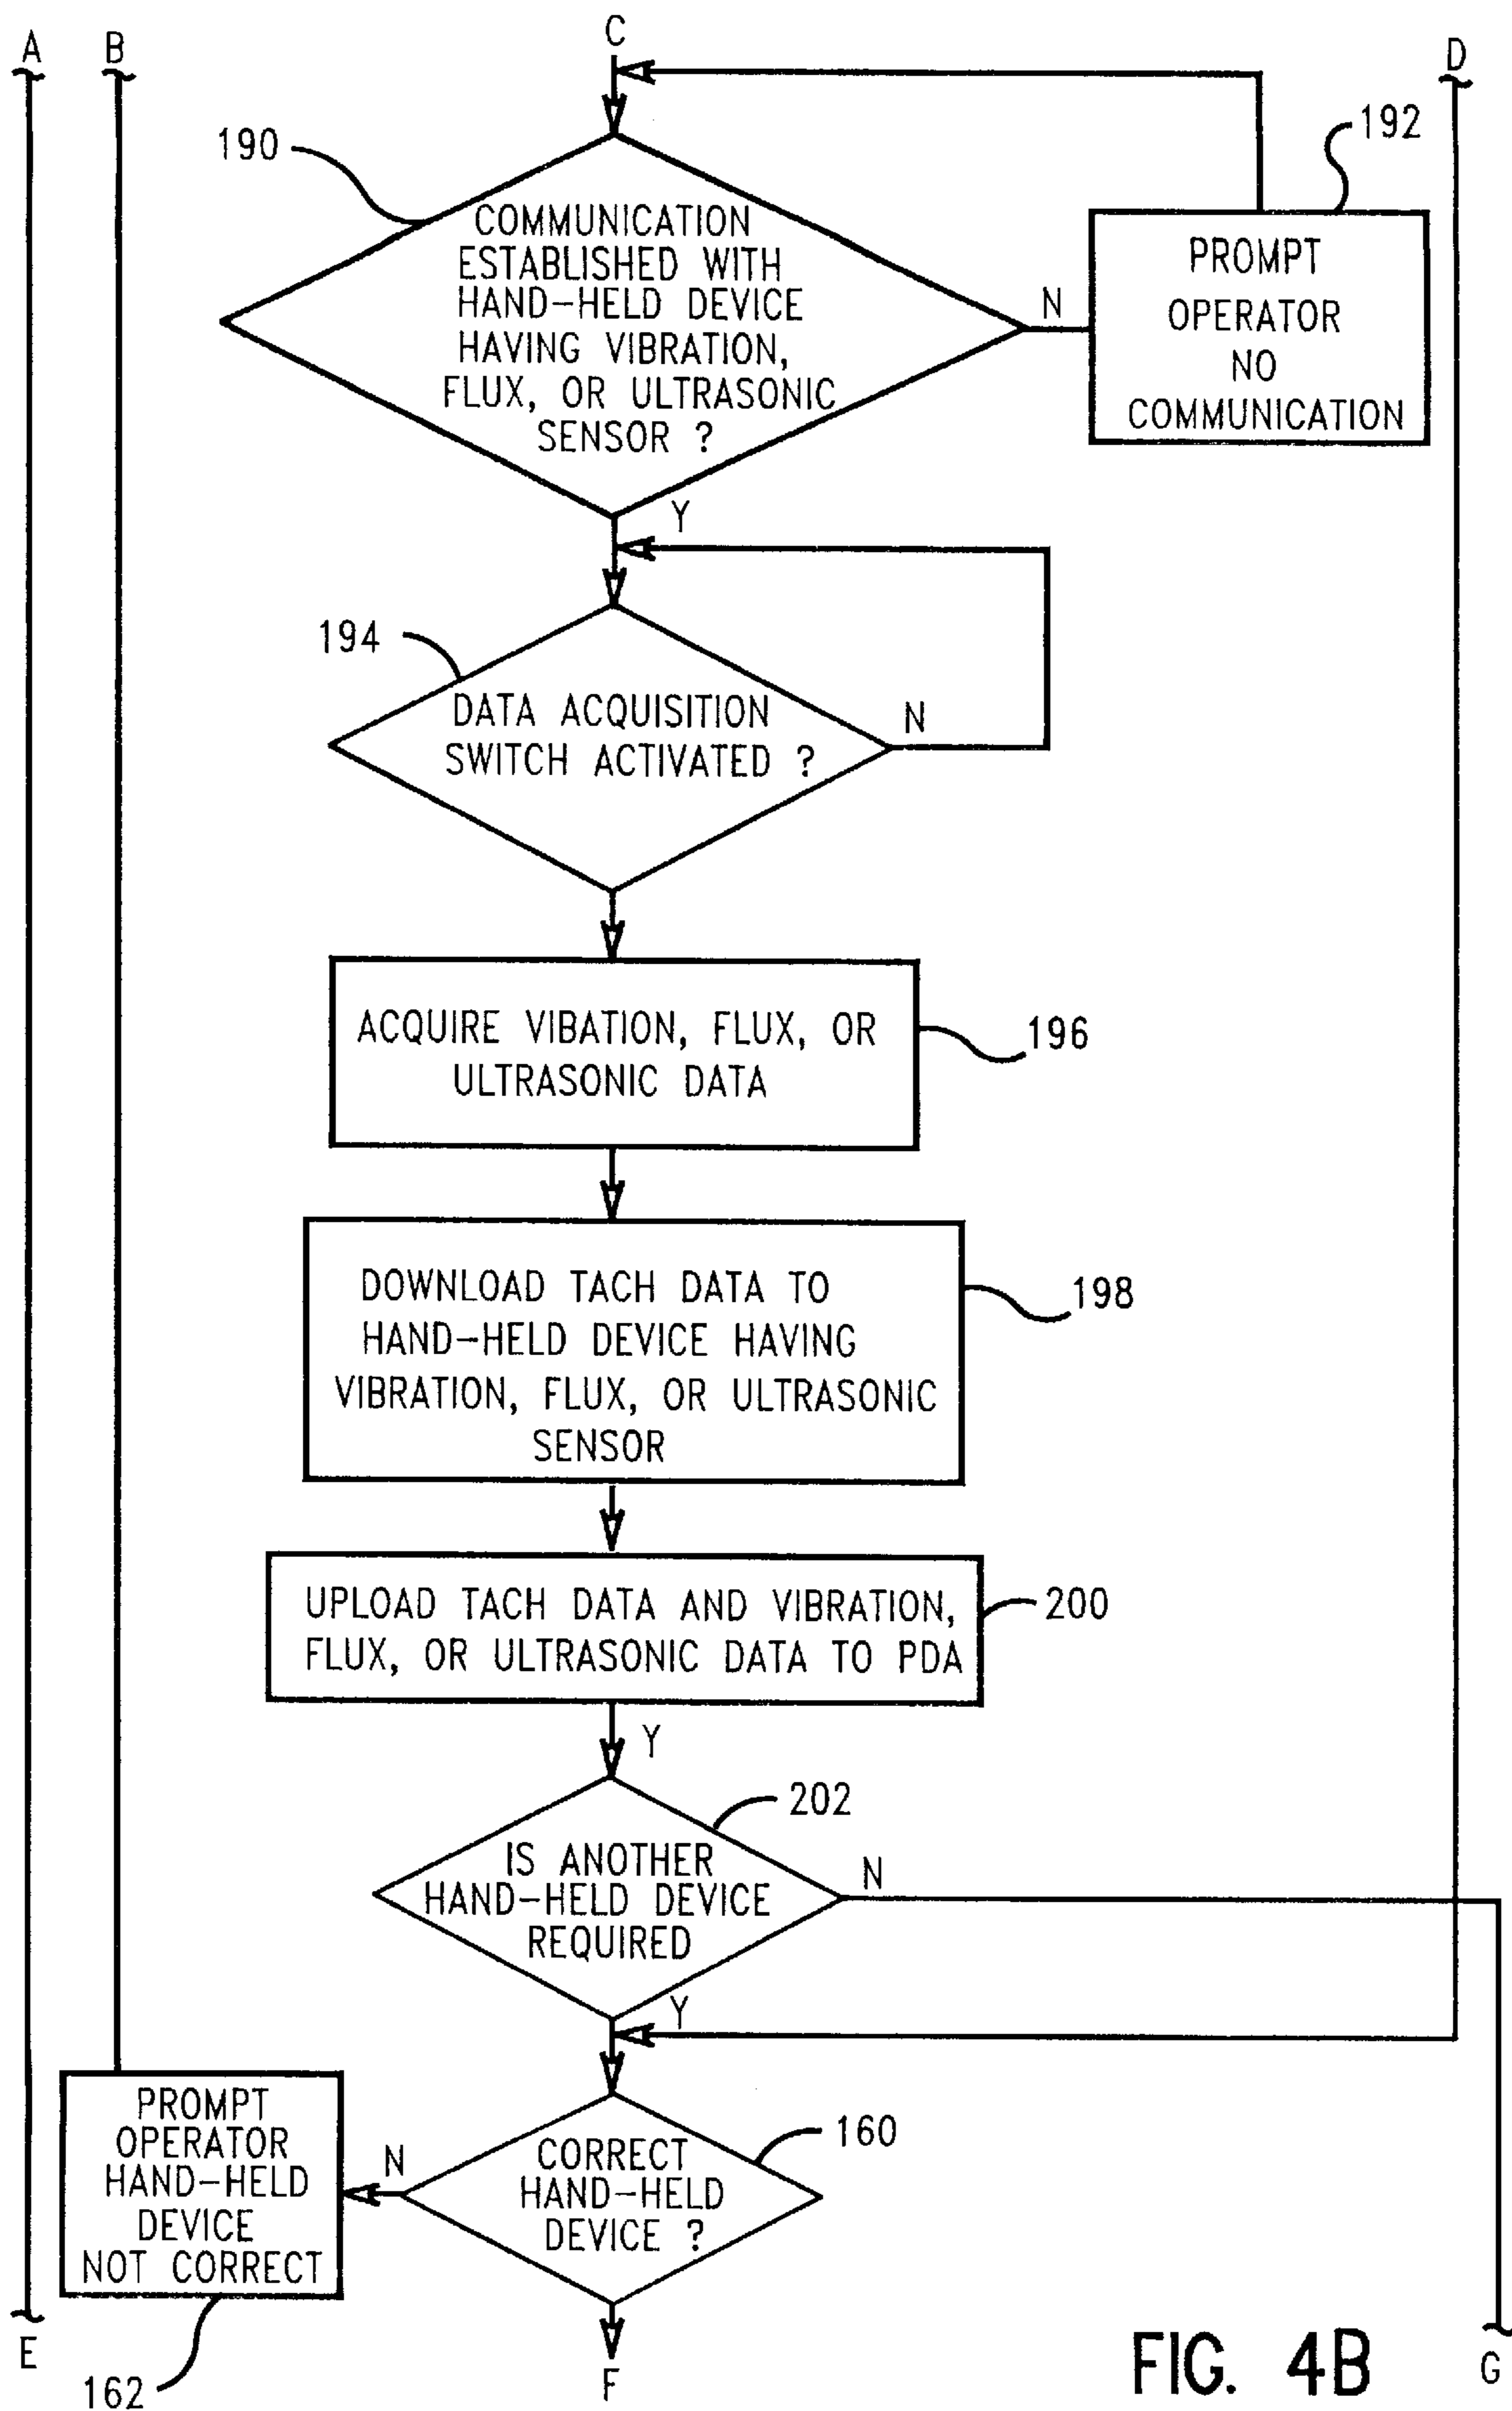 A
B
C
D
190
192
COMMUNICATION
ESTABLISHED WITH
HAND-HELD DEVICE
HAVING VIBRATION,
FLUX, OR ULTRASONIC
SENSOR ?
N
PROMPT
OPERATOR
NO
COMMUNICATION
Y
194
DATA ACQUISITION
SWITCH ACTIVATED ?
N
ACQUIRE VIBATION, FLUX, OR
ULTRASONIC DATA
196
DOWNLOAD TACH DATA TO
HAND-HELD DEVICE HAVING
VIBRATION, FLUX, OR ULTRASONIC
SENSOR
198
UPLOAD TACH DATA AND VIBRATION,
FLUX, OR ULTRASONIC DATA TO PDA
200
Y
202
IS ANOTHER
HAND-HELD DEVICE
REQUIRED
N
Y
PROMPT
OPERATOR
HAND-HELD
DEVICE
NOT CORRECT
N
CORRECT
HAND-HELD
DEVICE ?
160
162
E
F
FIG. 4B
G